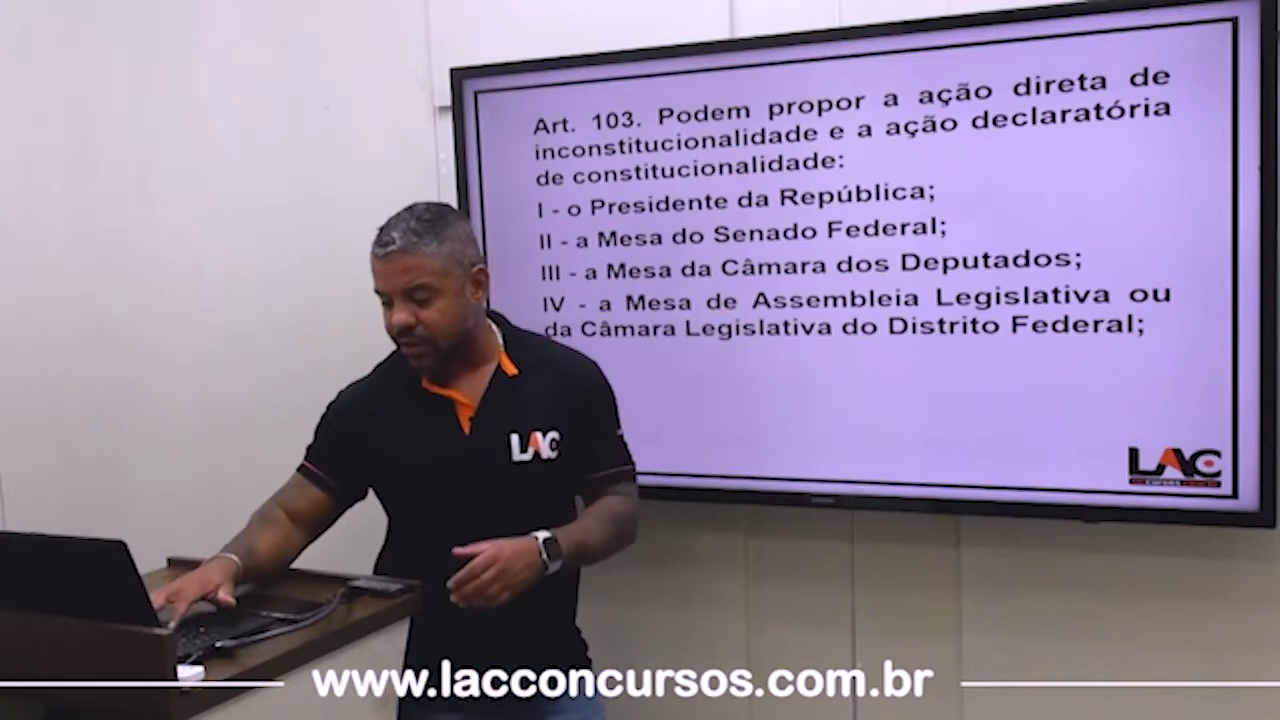 Art. 103. Podem propor a ação direta de
inconstitucionalidade e a ação declaratória
de constitucionalidade:
I - o Presidente da República;
II - a Mesa do Senado Federal;
III - a Mesa da Câmara dos Deputados;
IV - a Mesa de Assembleia Legislativa ou
da Câmara Legislativa do Distrito Federal;
LAC
LAC
www.lacconcursos.com.br